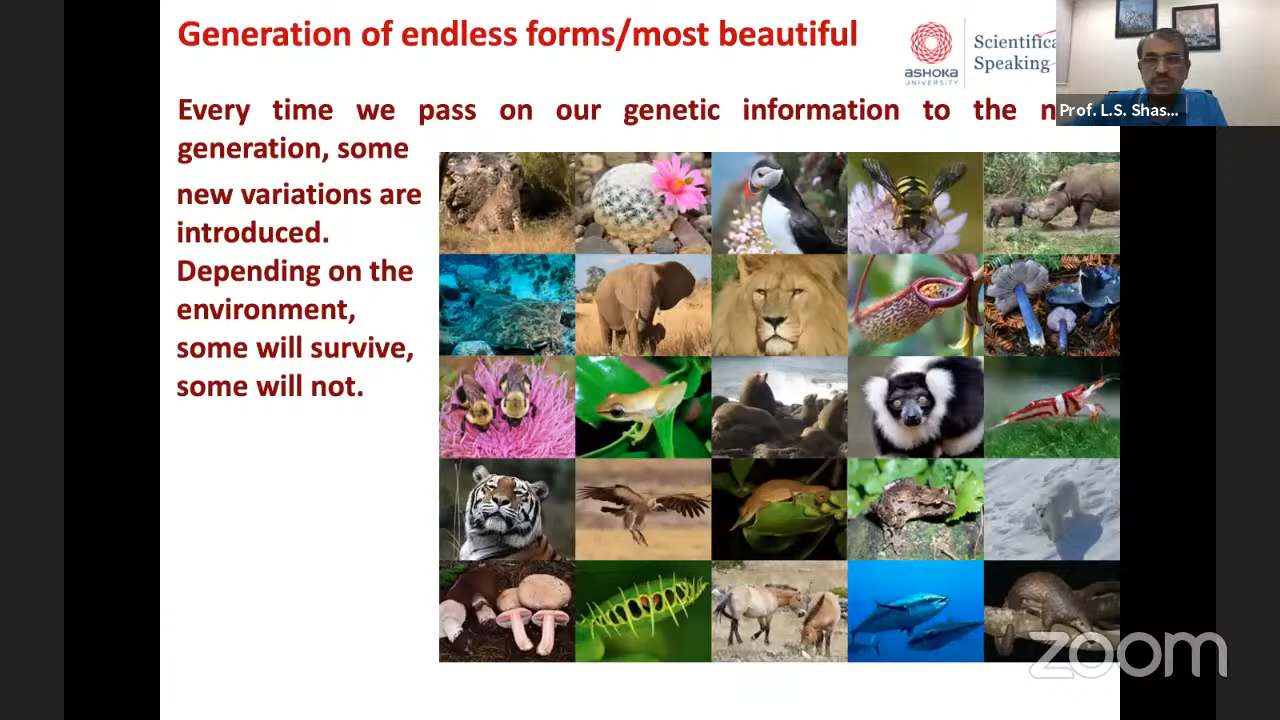 Generation of endless forms/most beautiful
ASHOKA
UNIVERSITY
Speaking
Every time we pass on our genetic information to the
generation, some
new variations are
introduced.
Depending on the
environment,
some will survive,
some will not.
Prof. L.S. Shas...
zoom